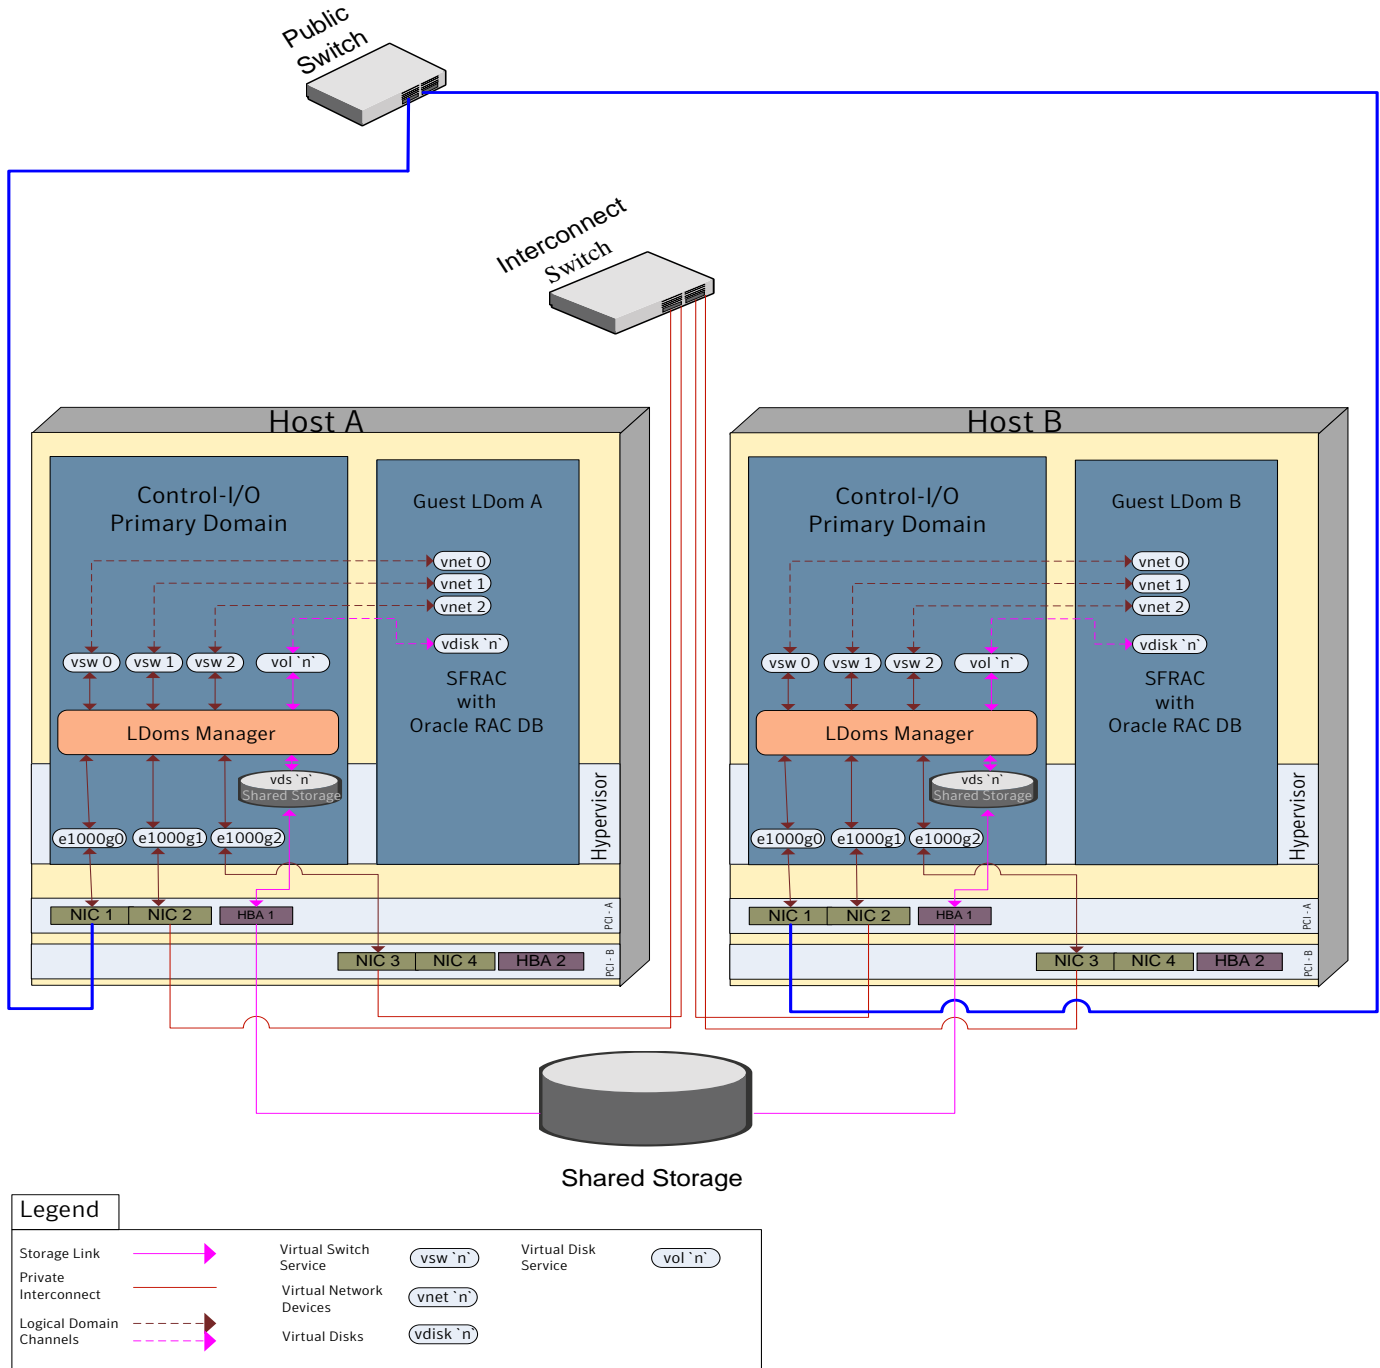 Public
Switch
Interconnect
Switch
Host A
Control-I/O
Primary Domain
Guest LDom A
vnet 0
vnet 1
vnet 2
vdisk `n`
vsw 0
vsw 1
vsw 2
vol `n`
SFRAC
with
Oracle RAC DB
LDoms Manager
vds `n`
Shared Storage
Hypervisor
e1000g0
e1000g1
e1000g2
NIC 1
NIC 2
HBA 1
PCI - A
NIC 3
NIC 4
HBA 2
PCI - B
Host B
Control-I/O
Primary Domain
Guest LDom B
vnet 0
vnet 1
vnet 2
vdisk `n`
vsw 0
vsw 1
vsw 2
vol `n`
SFRAC
with
Oracle RAC DB
LDoms Manager
vds `n`
Shared Storage
Hypervisor
e1000g0
e1000g1
e1000g2
NIC 1
NIC 2
HBA 1
PCI - A
NIC 3
NIC 4
HBA 2
PCI - B
Shared Storage
Legend
Storage Link
Private
Interconnect
Logical Domain
Channels
Virtual Switch
Service
vsw `n`
Virtual Network
Devices
vnet `n`
Virtual Disks
vdisk `n`
Virtual Disk
Service
vol `n`